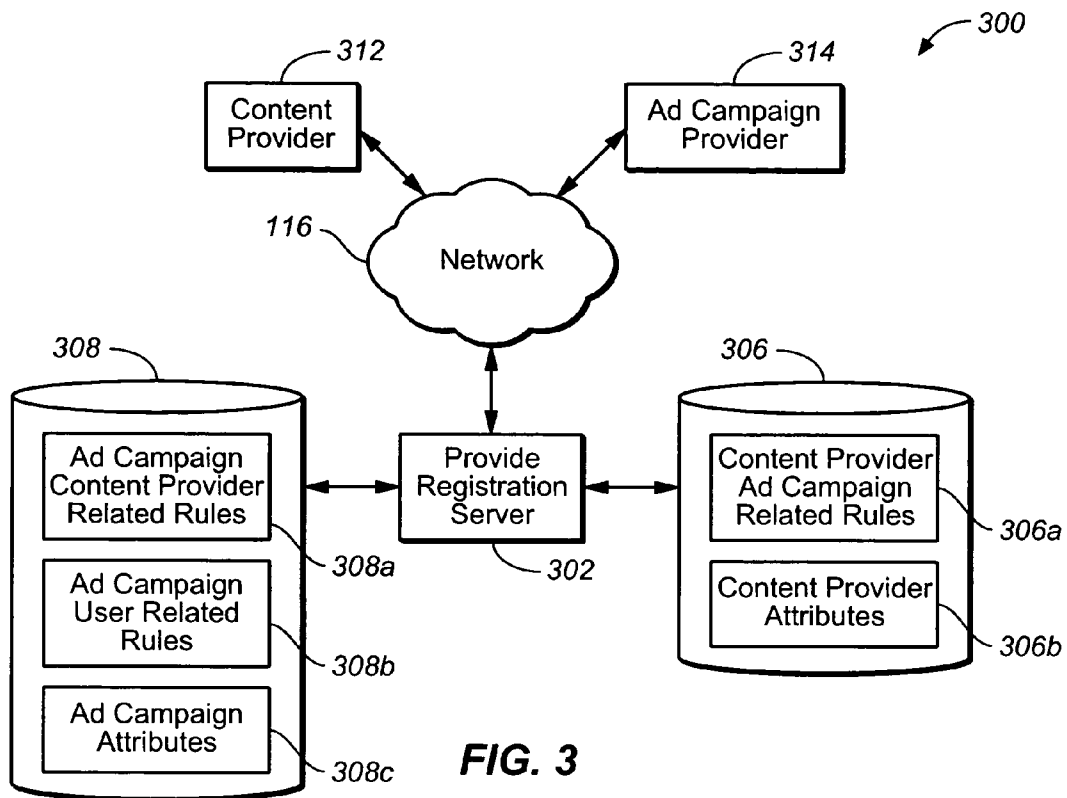 300
312
314
Content
Provider
Ad Campaign
Provider
116
Network
308
306
Ad Campaign
Content Provider
Related Rules
308a
Provide
Registration
Server
302
Content Provider
Ad Campaign
Related Rules
306a
Ad Campaign
User Related
Rules
308b
Content Provider
Attributes
306b
Ad Campaign
Attributes
308c
FIG. 3